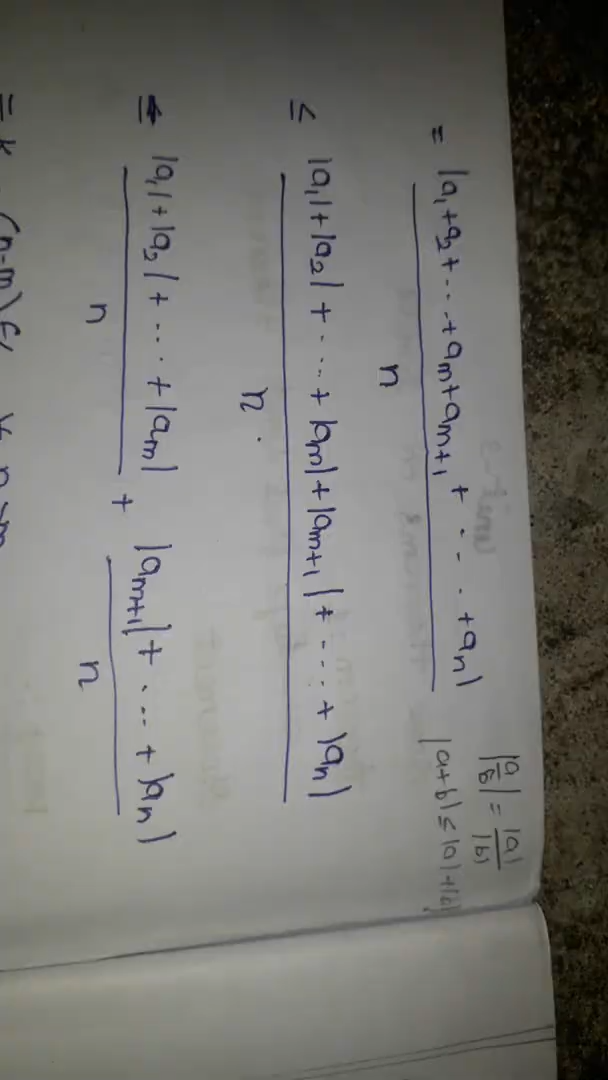 = |a₁+a₂+...+aₘ+aₘ₊₁+...+aₙ|
n
|a/b| = |a|/|b|
|a+b|≤|a|+|b|
≤ |a₁|+|a₂|+...+|aₘ|+|aₘ₊₁|+...+|aₙ|
n.
|a₁|+|a₂|+...+|aₘ| + |aₘ₊₁|+...+|aₙ|
n n
= k (n-m)